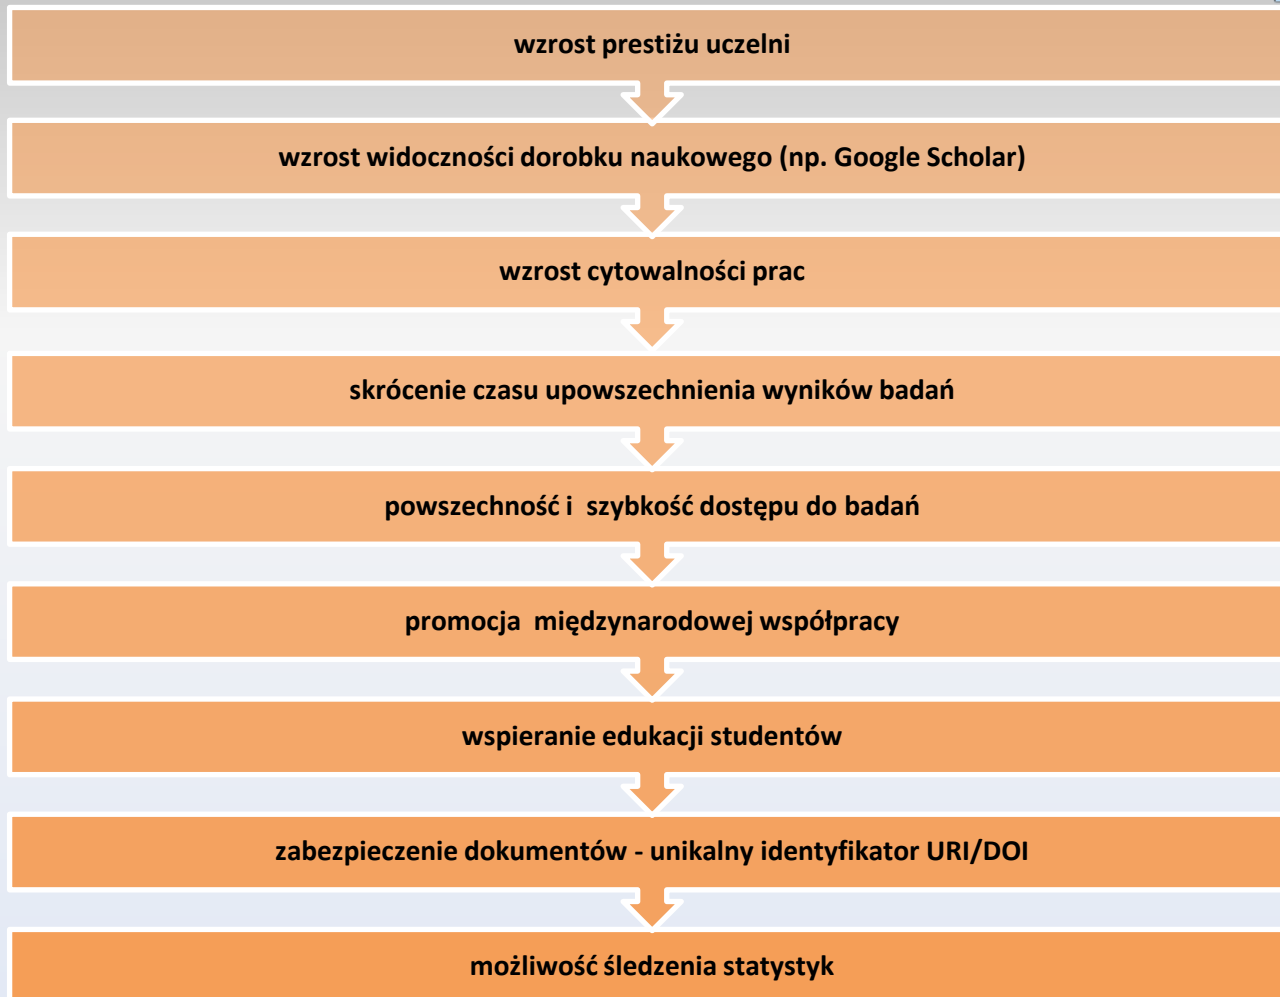 wzrost prestiżu uczelni
wzrost widoczności dorobku naukowego (np. Google Scholar)
wzrost cytowalności prac
skrócenie czasu upowszechnienia wyników badań
powszechność i  szybkość dostępu do badań
promocja  międzynarodowej współpracy
wspieranie edukacji studentów
zabezpieczenie dokumentów - unikalny identyfikator URI/DOI
możliwość śledzenia statystyk